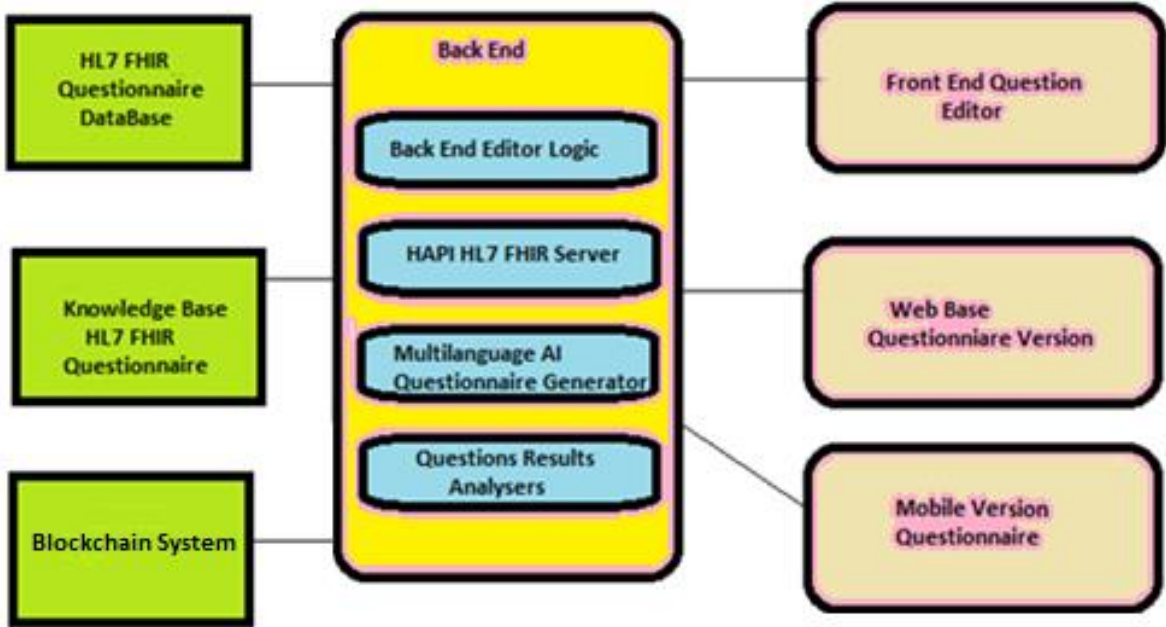 HL7 FHIR
Questionnaire
DataBase
Knowledge Base
HL7 FHIR
Questionnaire
Blockchain System
Back End
Back End Editor Logic
HAPI HL7 FHIR Server
Multilanguage AI
Questionnaire Generator
Questions Results
Analysers
Front End Question
Editor
Web Base
Questionniare Version
Mobile Version
Questionnaire